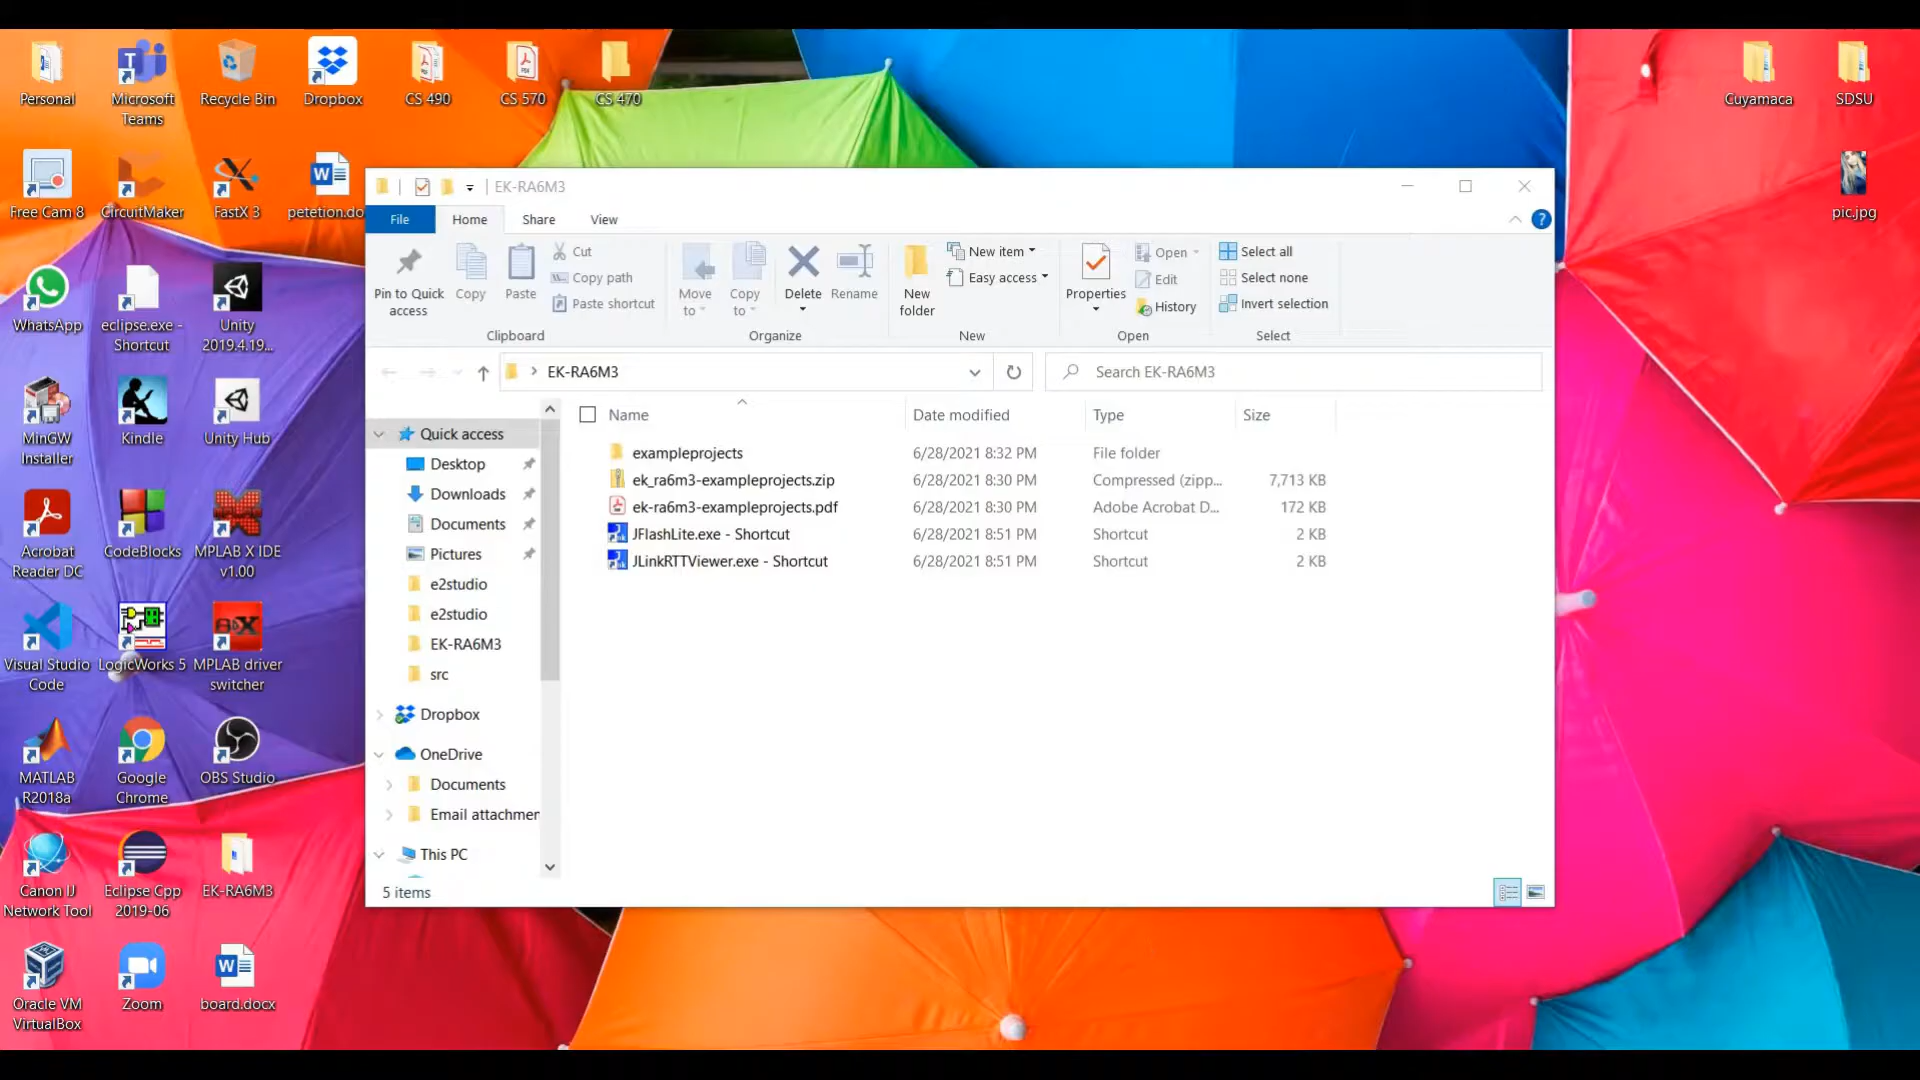 Personal
Microsoft
Teams
Recycle Bin
Dropbox
CS 490
CS 570
CS 470
Cuyamaca
SDSU
Free Cam 8
CircuitMaker
FastX 3
petetion.do
pic.jpg
WhatsApp
eclipse.exe -
Shortcut
Unity
2019.4.19...
MinGW
Installer
Kindle
Unity Hub
Acrobat
Reader DC
CodeBlocks
MPLAB X IDE
v1.00
Visual Studio
Code
LogicWorks 5
MPLAB driver
switcher
MATLAB
R2018a
Google
Chrome
OBS Studio
Canon IJ
Network Tool
Eclipse Cpp
2019-06
EK-RA6M3
Oracle VM
VirtualBox
Zoom
board.docx
EK-RA6M3
File
Home
Share
View
Pin to Quick
access
Copy
Paste
Cut
Copy path
Paste shortcut
Clipboard
Move
to
Copy
to
Delete
Rename
Organize
New
folder
New item
Easy access
New
Properties
Open
Edit
History
Open
Select all
Select none
Invert selection
Select
EK-RA6M3
Search EK-RA6M3
Quick access
Desktop
Downloads
Documents
Pictures
e2studio
e2studio
EK-RA6M3
src
Dropbox
OneDrive
Documents
Email attachmer
This PC
Name Date modified Type Size
exampleprojects 6/28/2021 8:32 PM File folder
ek_ra6m3-exampleprojects.zip 6/28/2021 8:30 PM Compressed (zipp... 7,713 KB
ek-ra6m3-exampleprojects.pdf 6/28/2021 8:30 PM Adobe Acrobat D... 172 KB
JFlashLite.exe - Shortcut 6/28/2021 8:51 PM Shortcut 2 KB
JLinkRTTViewer.exe - Shortcut 6/28/2021 8:51 PM Shortcut 2 KB
5 items